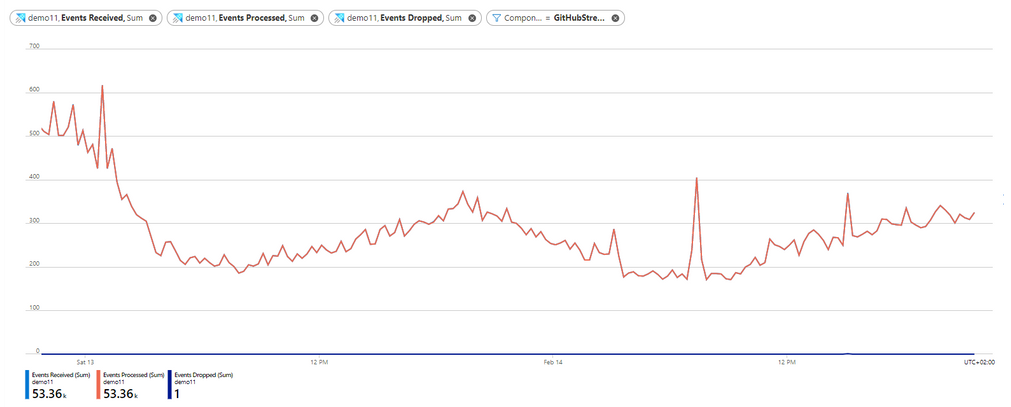 demo11, Events Received, Sum
demo11, Events Processed, Sum
demo11, Events Dropped, Sum
Compon... = GitHubStre...
700
600
500
400
300
200
100
0
Sat 13
12 PM
Feb 14
12 PM
UTC+02:00
Events Received (Sum)
demo11
53.36 k
Events Processed (Sum)
demo11
53.36 k
Events Dropped (Sum)
demo11
1